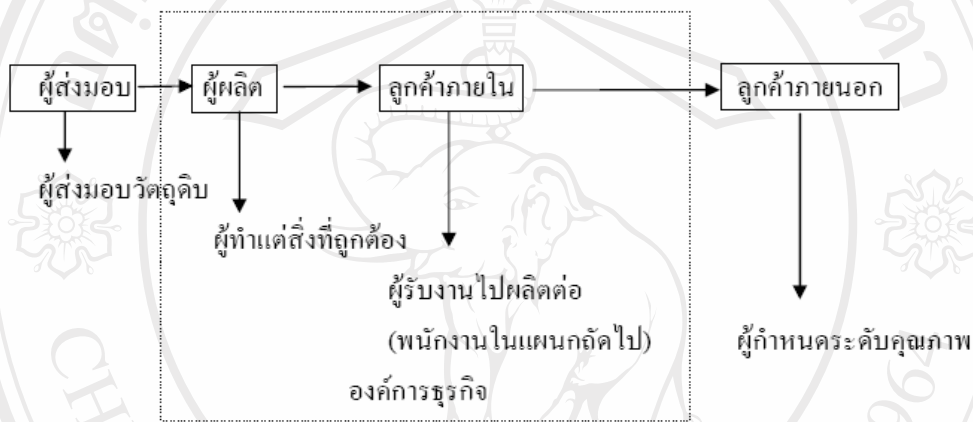 ผู้ส่งมอบ ผู้ผลิต ลูกค้าภายใน ลูกค้าภายนอก
ผู้ส่งมอบวัตถุดิบ
ผู้ทำแต่สิ่งที่ถูกต้อง
ผู้รับงานไปผลิตต่อ
(พนักงานในแผนกถัดไป)
ผู้กำหนดระดับคุณภาพ
องค์การธุรกิจ